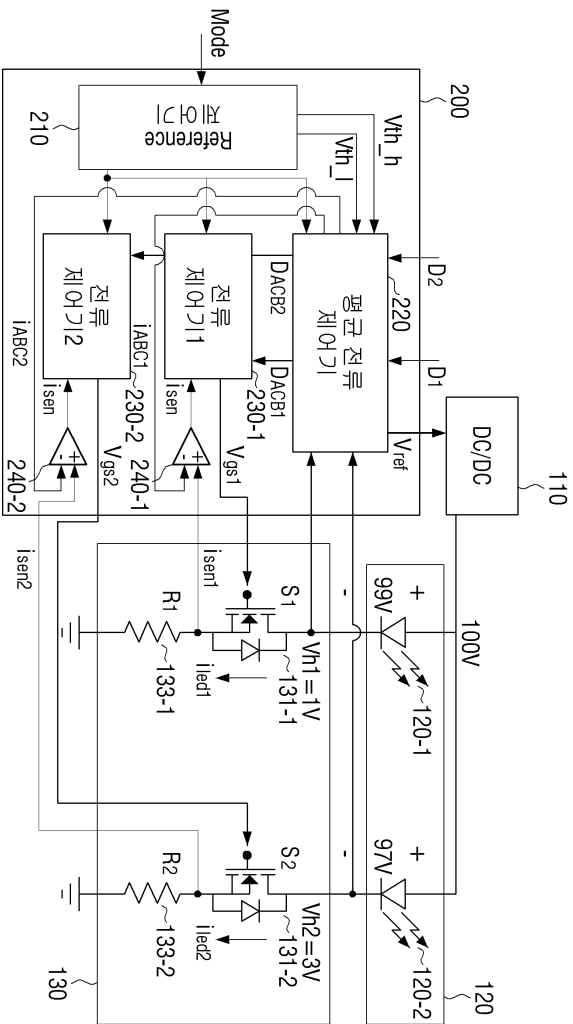 Mode
200
Reference
제어기
210
Vth_h
Vth_l
D2
D1
220
평균 전류
제어기
Vref
DC/DC
110
DACB2
DACB1
전류
제어기1
230-1
전류
제어기2
230-2
iABC1
iABC2
isen
isen
+
-
240-1
+
-
240-2
Vgs1
Vgs2
isen1
isen2
100V
+
99V
-
120-1
+
97V
-
120-2
120
S1
Vh1=1V
131-1
iled1
R1
133-1
S2
Vh2=3V
131-2
iled2
R2
133-2
130